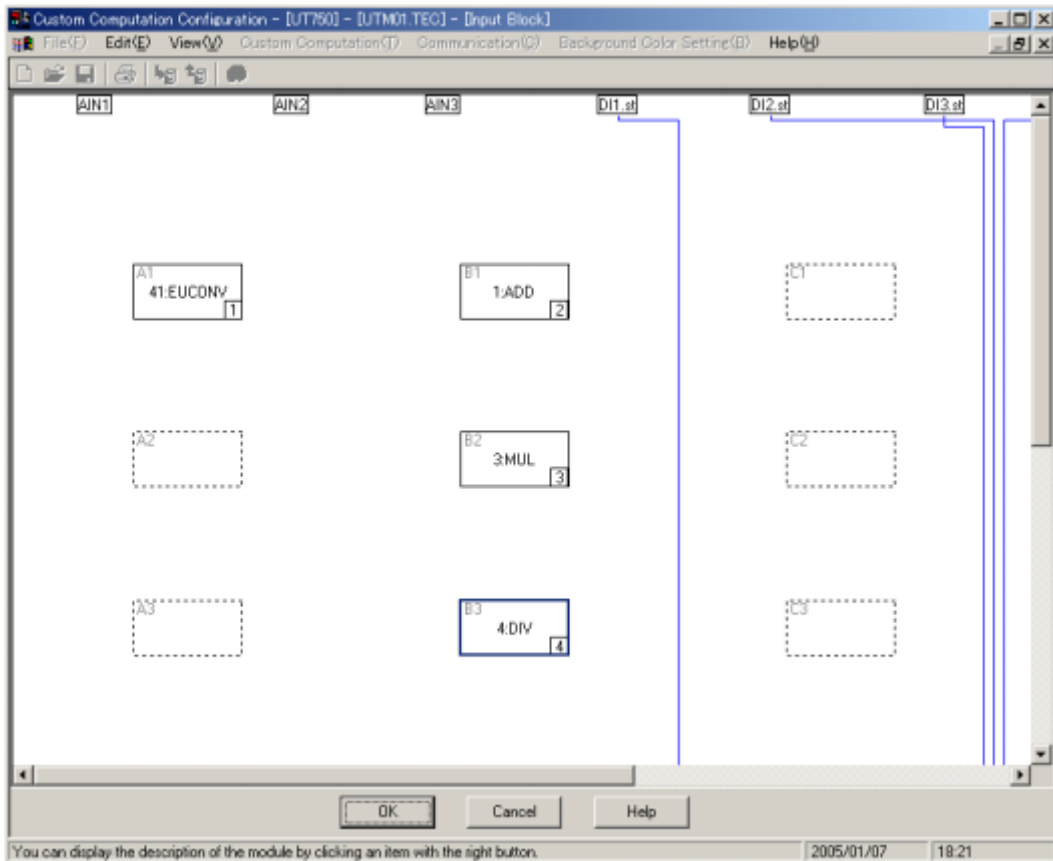 Custom Computation Configuration - [UT750] - [UTM01.TEC] - [Input Block]
File(F) Edit(E) View(V) Custom Computation(T) Communication(C) Background Color Setting(B) Help(H)
AIN1 AIN2 AIN3 DI1.st DI2.st DI3.st
A1 B1 C1
41:EUCONV 1:ADD
1 2
A2 B2 C2
3:MUL
3
A3 B3 C3
4:DIV
4
OK Cancel Help
You can display the description of the module by clicking an item with the right button. 2005/01/07 18:21